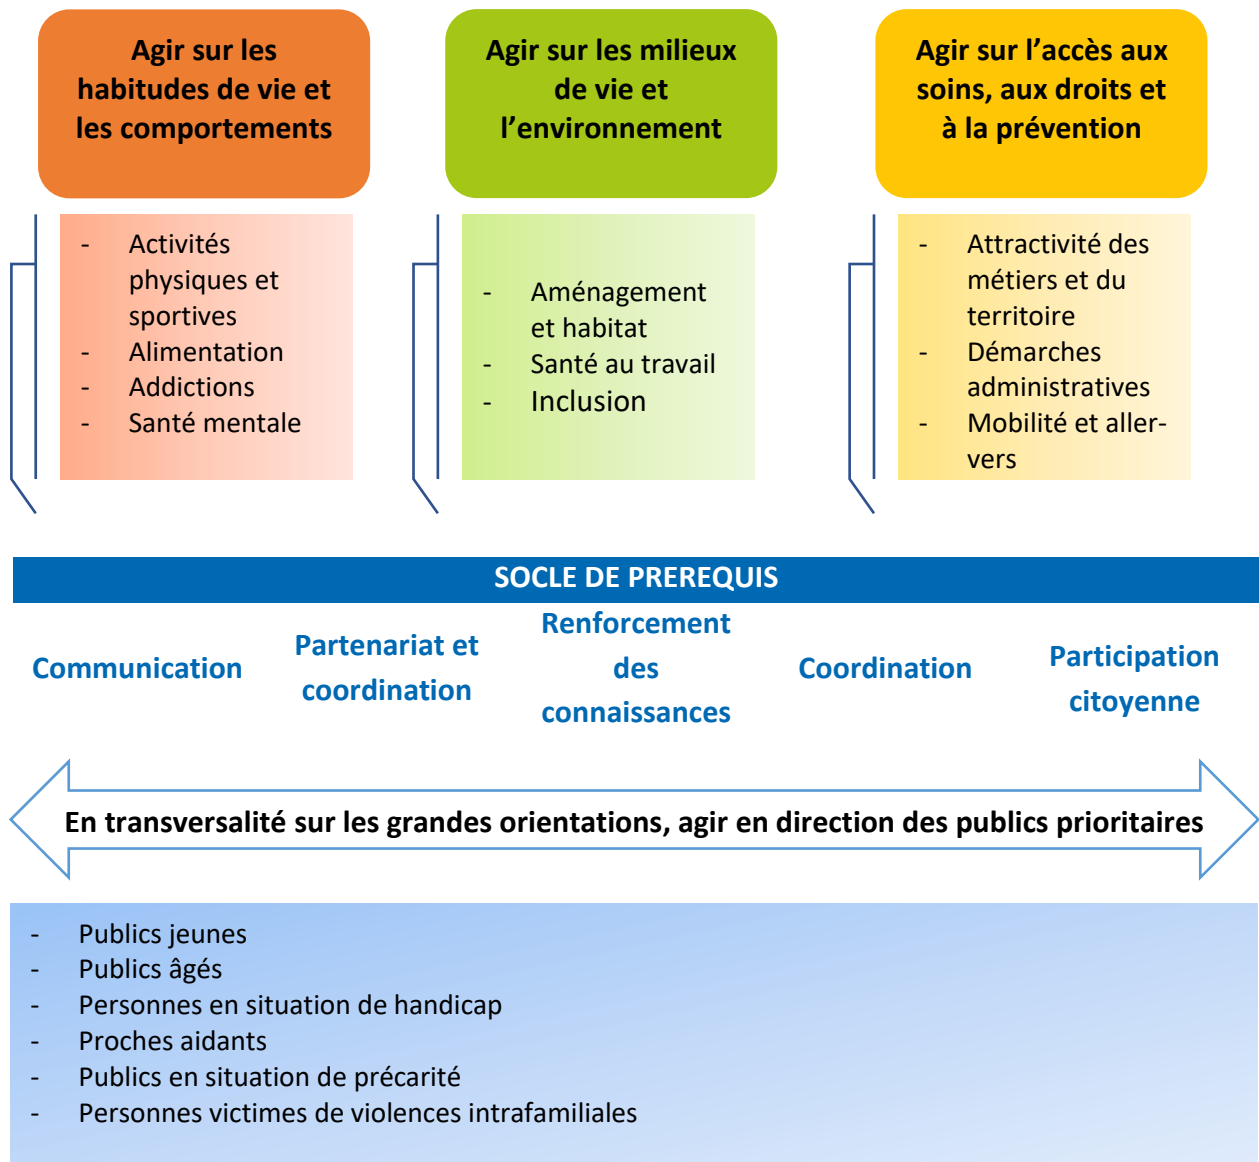 Agir sur les
habitudes de vie et
les comportements
Agir sur les milieux
de vie et
l’environnement
Agir sur l’accès aux
soins, aux droits et
à la prévention
- Activités
physiques et
sportives
- Alimentation
- Addictions
- Santé mentale
- Aménagement
et habitat
- Santé au travail
- Inclusion
- Attractivité des
métiers et du
territoire
- Démarches
administratives
- Mobilité et aller-
vers
SOCLE DE PREREQUIS
Communication
Partenariat et
coordination
Renforcement
des
connaissances
Coordination
Participation
citoyenne
En transversalité sur les grandes orientations, agir en direction des publics prioritaires
- Publics jeunes
- Publics âgés
- Personnes en situation de handicap
- Proches aidants
- Publics en situation de précarité
- Personnes victimes de violences intrafamiliales